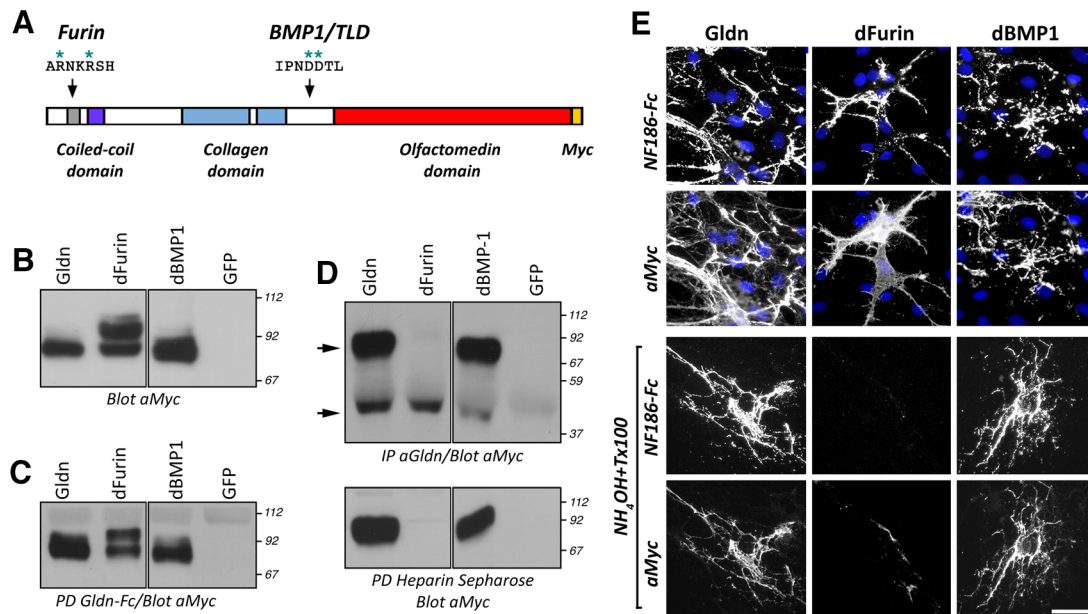 A
Furin
BMP1/TLD
* *
**
ARNKRSH
IPNDDTL
Coiled-coil domain
Collagen domain
Olfactomedin domain
Myc
B
Gldn
dFurin
dBMP1
GFP
112
92
67
Blot aMyc
C
Gldn
dFurin
dBMP1
GFP
112
92
67
PD Gldn-Fc/Blot aMyc
D
Gldn
dFurin
dBMP-1
GFP
112
92
67
59
37
IP aGldn/Blot aMyc
112
92
67
PD Heparin Sepharose
Blot aMyc
E
Gldn
dFurin
dBMP1
NF186-Fc
aMyc
NH4OH+Tx100
NF186-Fc
aMyc